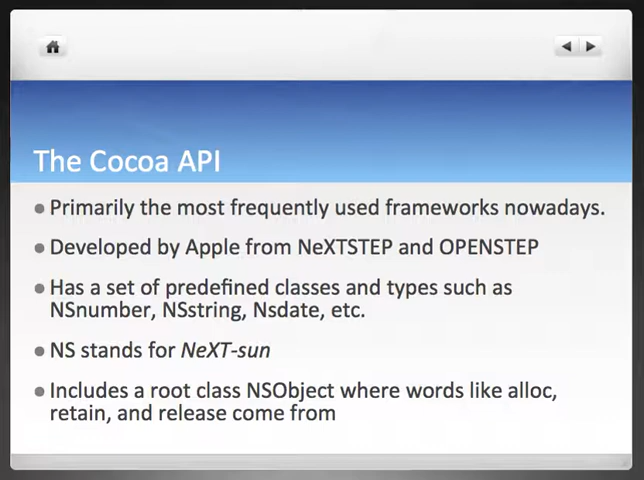 The Cocoa API
Primarily the most frequently used frameworks nowadays.
Developed by Apple from NeXTSTEP and OPENSTEP
Has a set of predefined classes and types such as
NSnumber, NSstring, Nsdate, etc.
NS stands for NeXT-sun
Includes a root class NSObject where words like alloc,
retain, and release come from